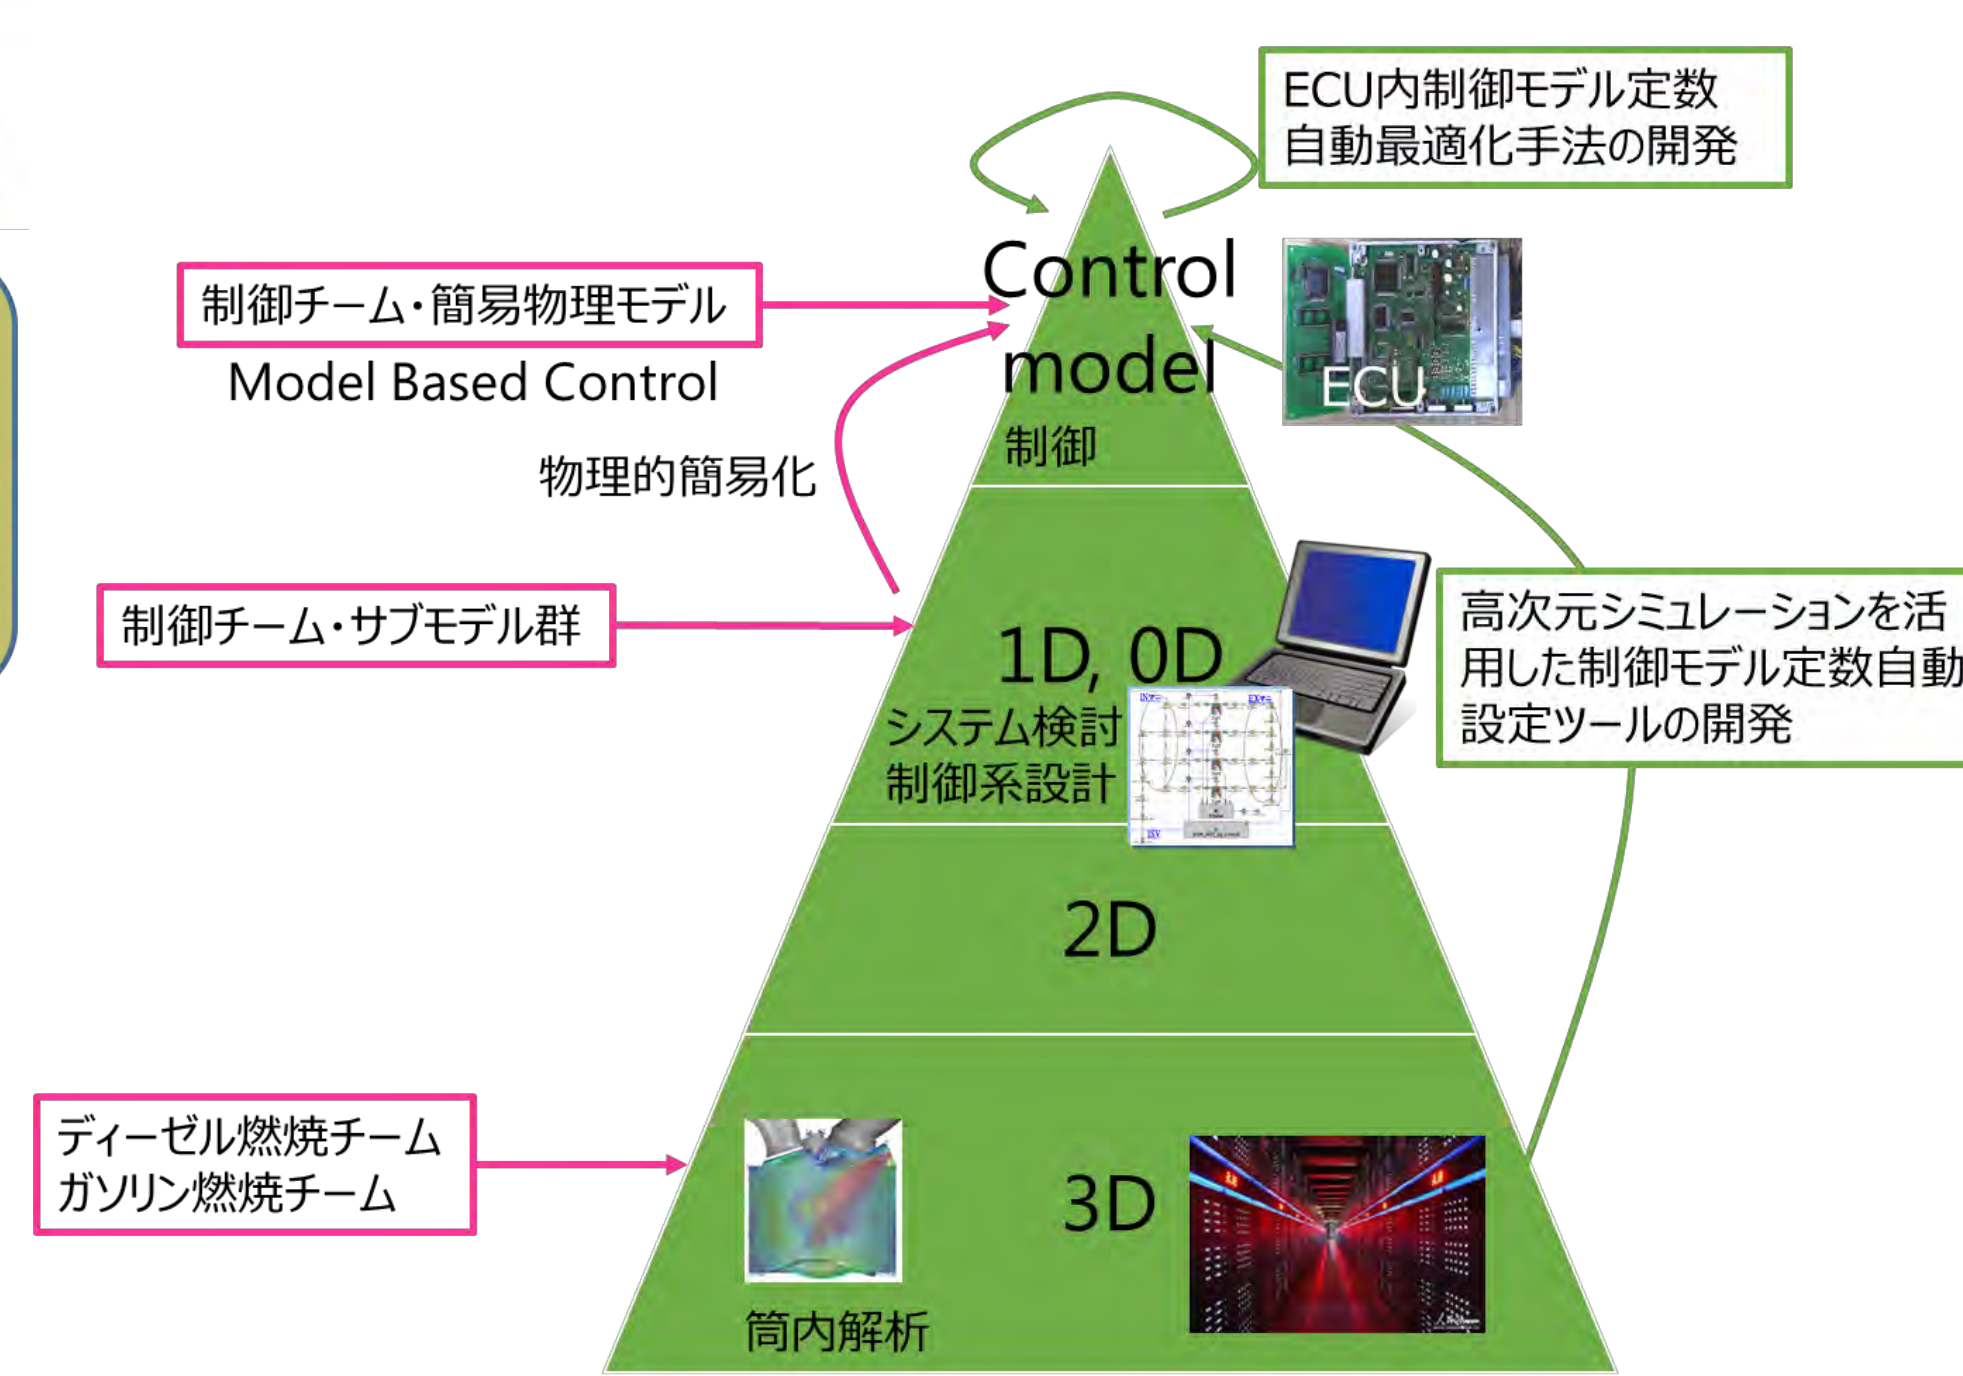 ECU内制御モデル定数
自動最適化手法の開発
Control
model
制御
制御チーム・簡易物理モデル
Model Based Control
ECU
物理的簡易化
制御チーム・サブモデル群
1D, 0D
システム検討
制御系設計
EXマニ
ISV
高次元シミュレーションを活
用した制御モデル定数自動
設定ツールの開発
2D
ディーゼル燃焼チーム
ガソリン燃焼チーム
3D
筒内解析